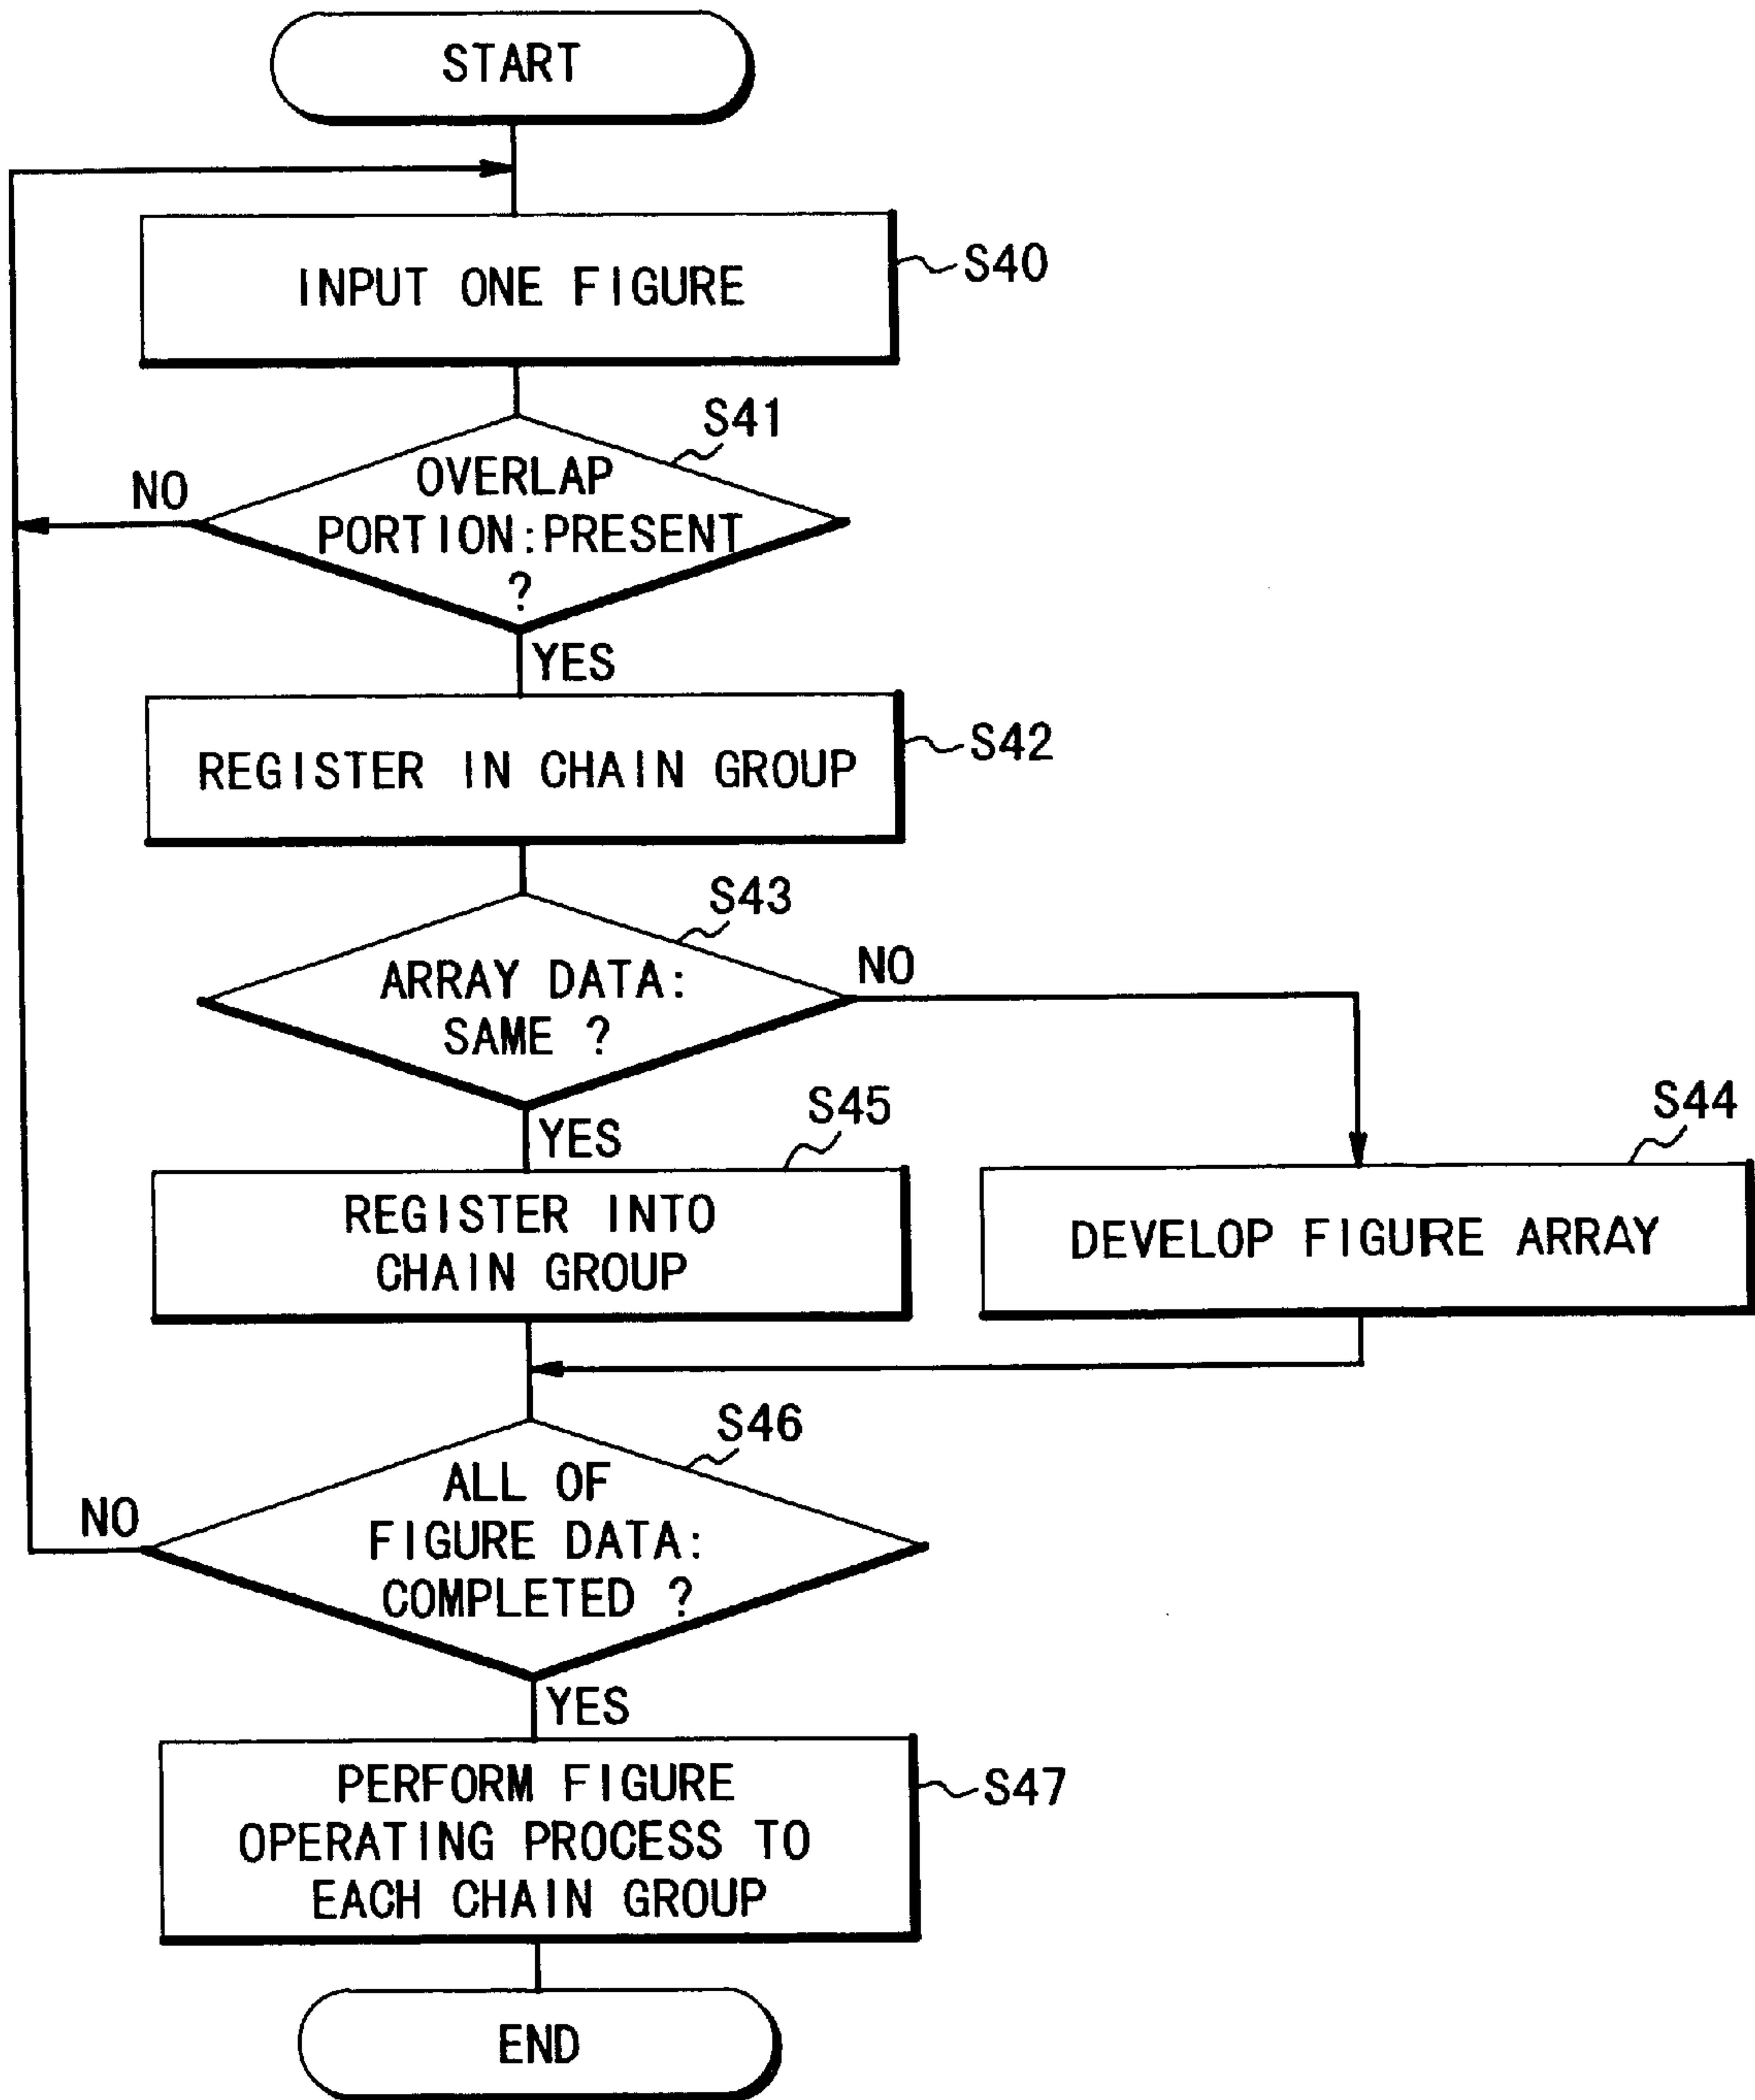 START
INPUT ONE FIGURE
S40
S41
OVERLAP
PORTION:PRESENT
?
NO
YES
REGISTER IN CHAIN GROUP
S42
S43
ARRAY DATA:
SAME ?
NO
YES
S45
REGISTER INTO
CHAIN GROUP
S44
DEVELOP FIGURE ARRAY
S46
ALL OF
FIGURE DATA:
COMPLETED ?
NO
YES
PERFORM FIGURE
OPERATING PROCESS TO
EACH CHAIN GROUP
S47
END